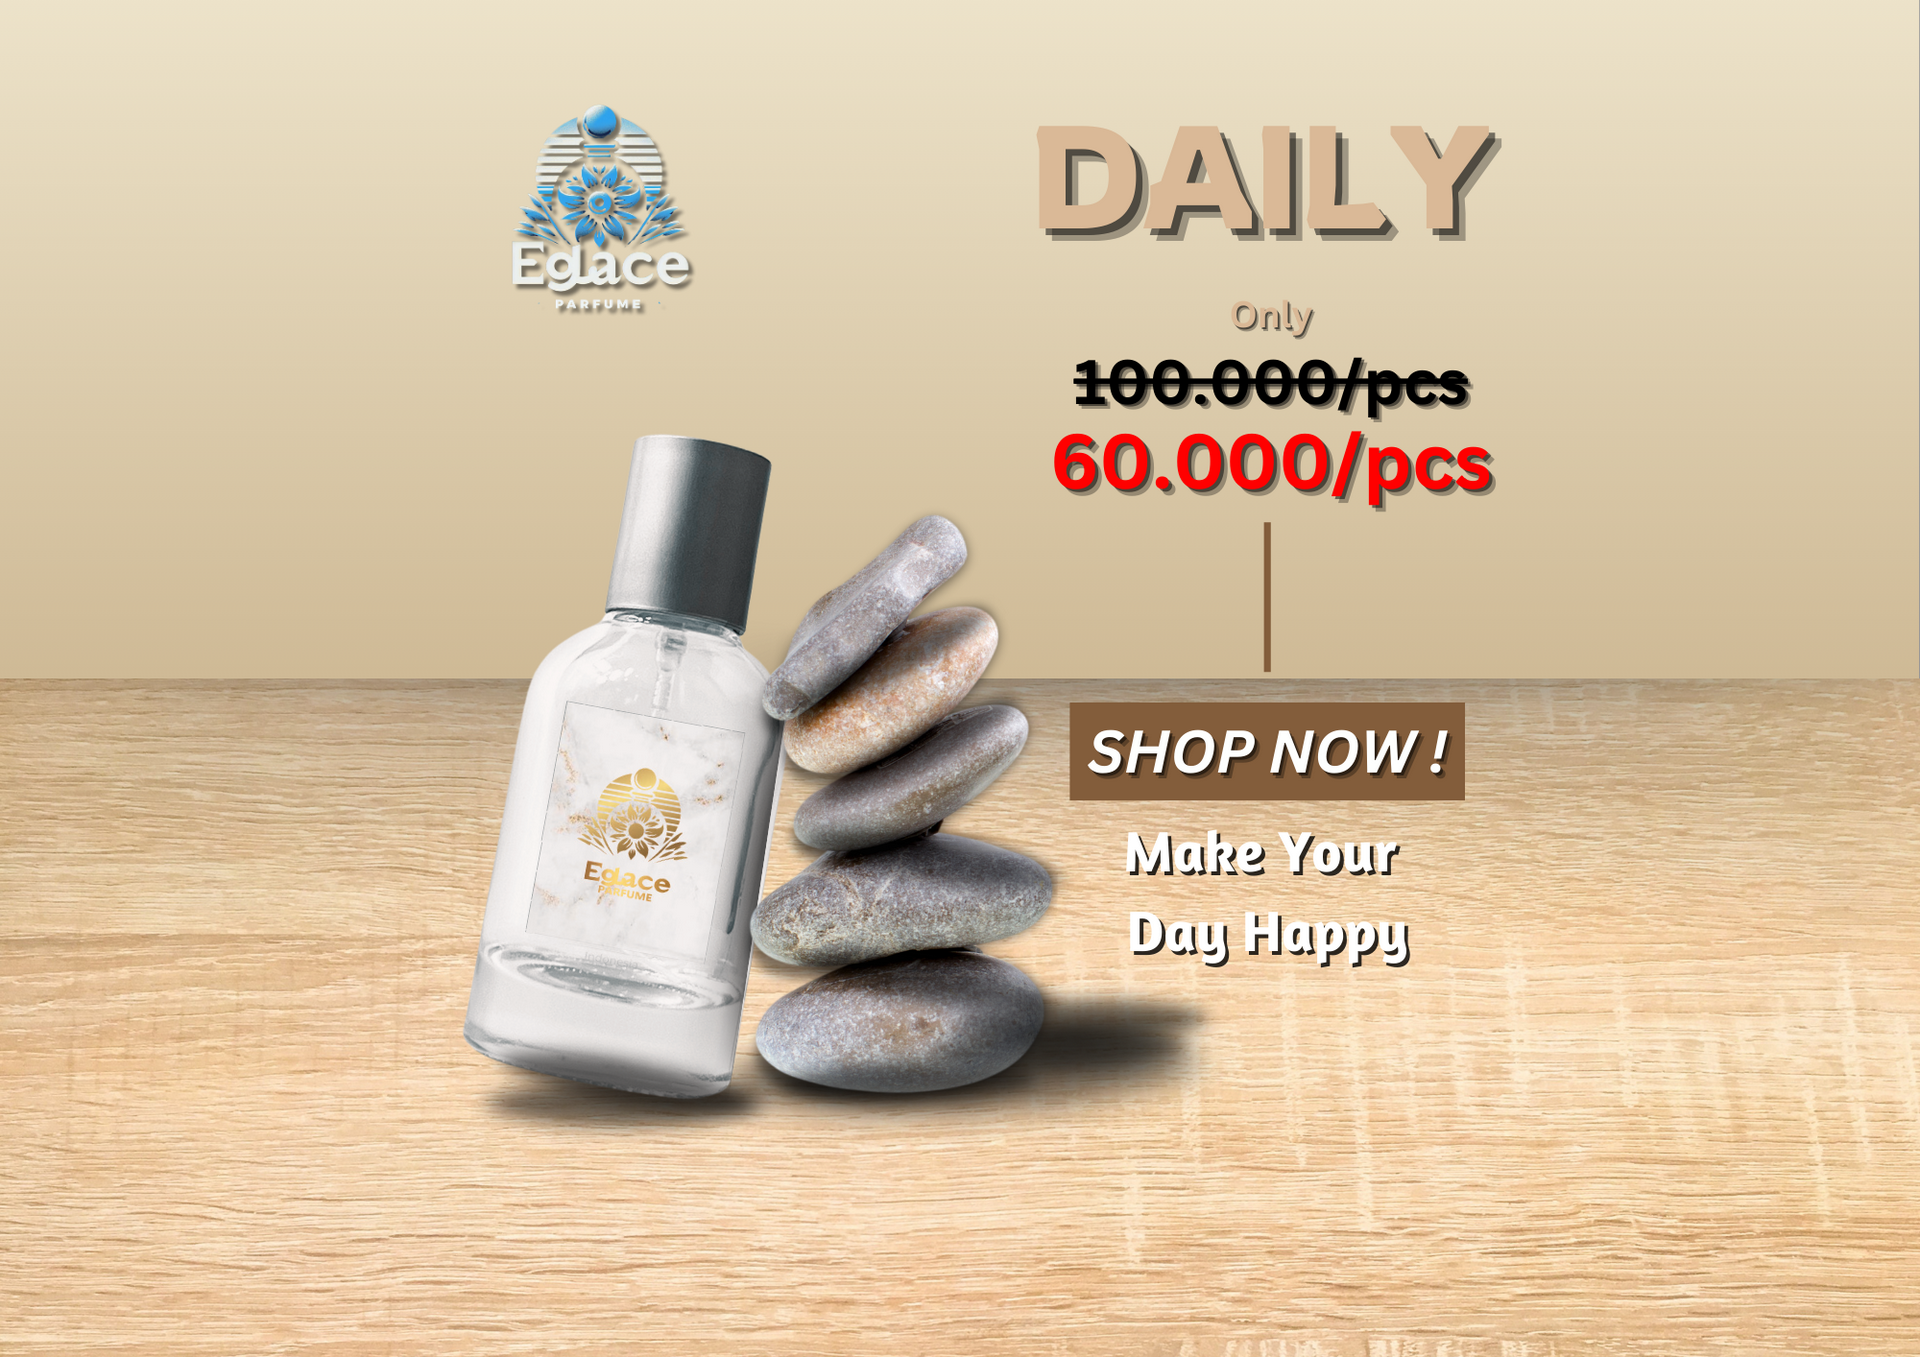 Eglace
PARFUME
DAILY
Only
100.000/pcs
60.000/pcs
SHOP NOW !
Make Your
Day Happy
Eglace
PARFUME